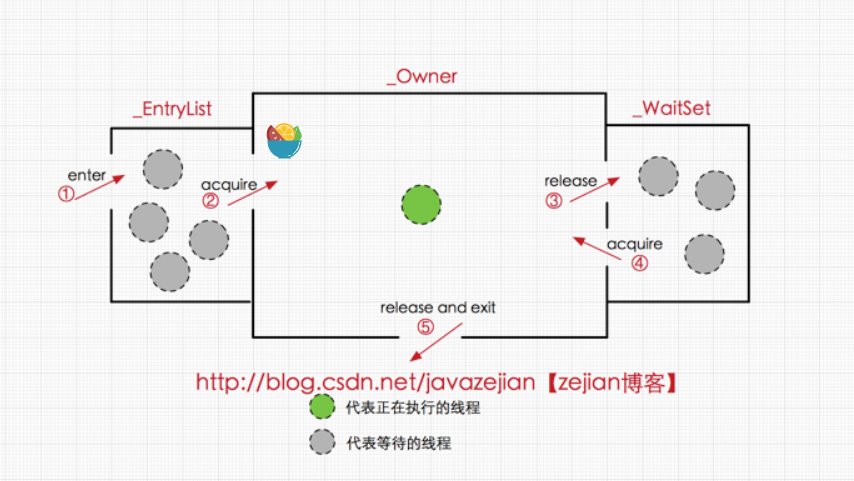 _Owner
_EntryList
_WaitSet
enter
①
acquire
②
release
③
acquire
④
release and exit
⑤
http://blog.csdn.net/javazejian【zejian博客】
代表正在执行的线程
代表等待的线程